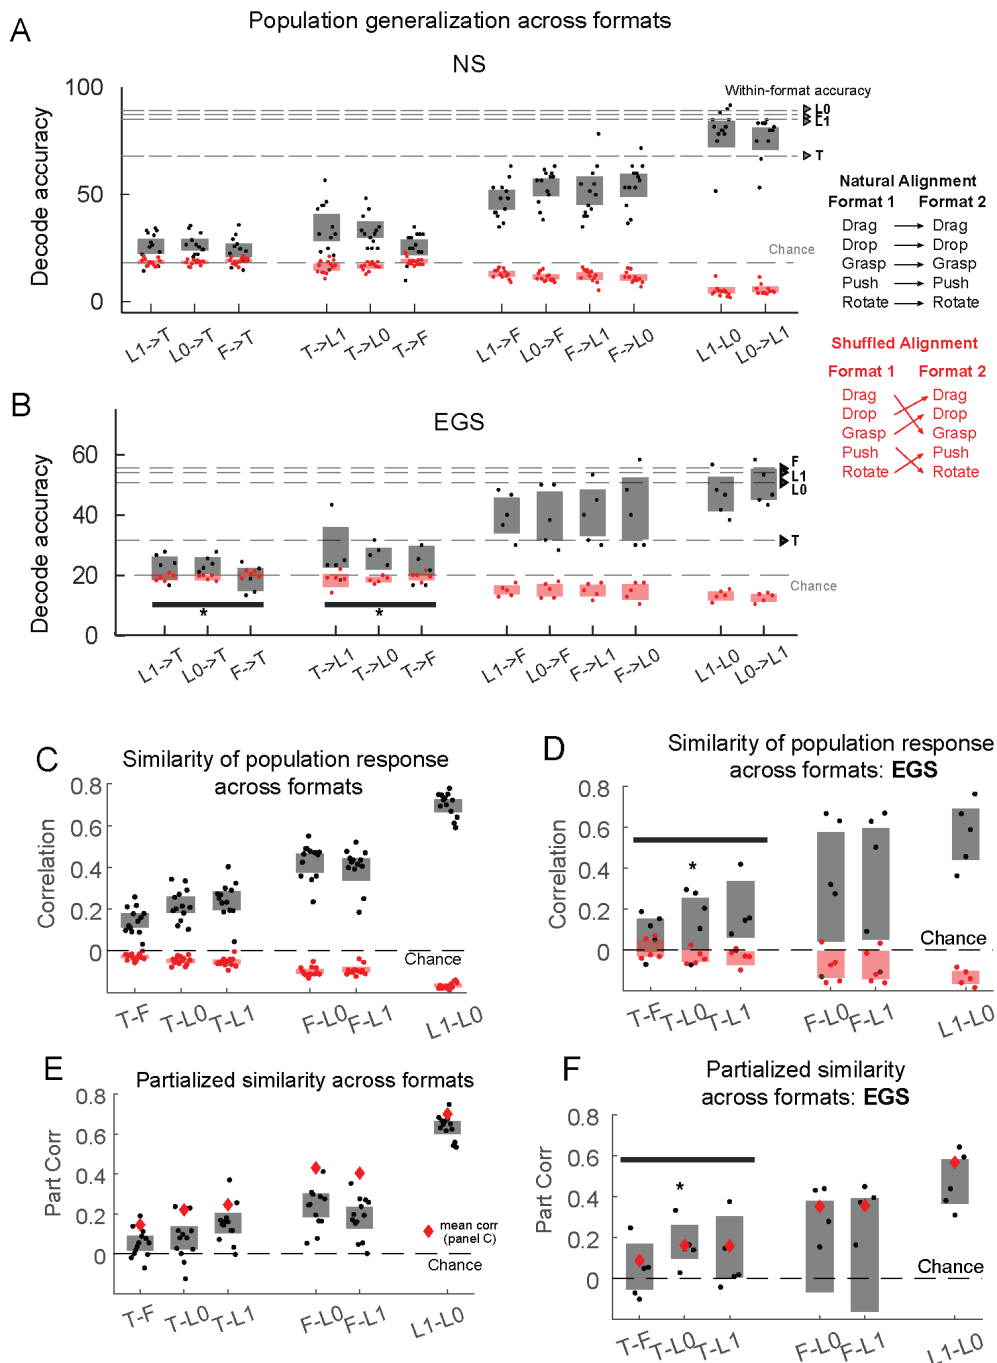 Population generalization across formats
A
NS
100
50
0
Decode accuracy
Within-format accuracy
L0
L1
T
Chance
L1->T
L0->T
F->T
T->L1
T->L0
T->F
L1->F
L0->F
F->L1
F->L0
L1-L0
L0->L1
Natural Alignment
Format 1 Format 2
Drag Drag
Drop Drop
Grasp Grasp
Push Push
Rotate Rotate
Shuffled Alignment
Format 1 Format 2
Drag Drag
Drop Drop
Grasp Grasp
Push Push
Rotate Rotate
B
EGS
60
40
20
0
Decode accuracy
F
L1
L0
T
Chance
*
*
L1->T
L0->T
F->T
T->L1
T->L0
T->F
L1->F
L0->F
F->L1
F->L0
L1-L0
L0->L1
C
Similarity of population response
across formats
0.8
0.6
0.4
0.2
0
Correlation
Chance
T-F
T-L0
T-L1
F-L0
F-L1
L1-L0
D
Similarity of population response
across formats: EGS
0.8
0.6
0.4
0.2
0
Correlation
*
Chance
T-F
T-L0
T-L1
F-L0
F-L1
L1-L0
E
Partialized similarity across formats
0.8
0.6
0.4
0.2
0
Part Corr
mean corr
(panel C)
Chance
T-F
T-L0
T-L1
F-L0
F-L1
L1-L0
F
Partialized similarity
across formats: EGS
0.8
0.6
0.4
0.2
0
Part Corr
*
Chance
T-F
T-L0
T-L1
F-L0
F-L1
L1-L0